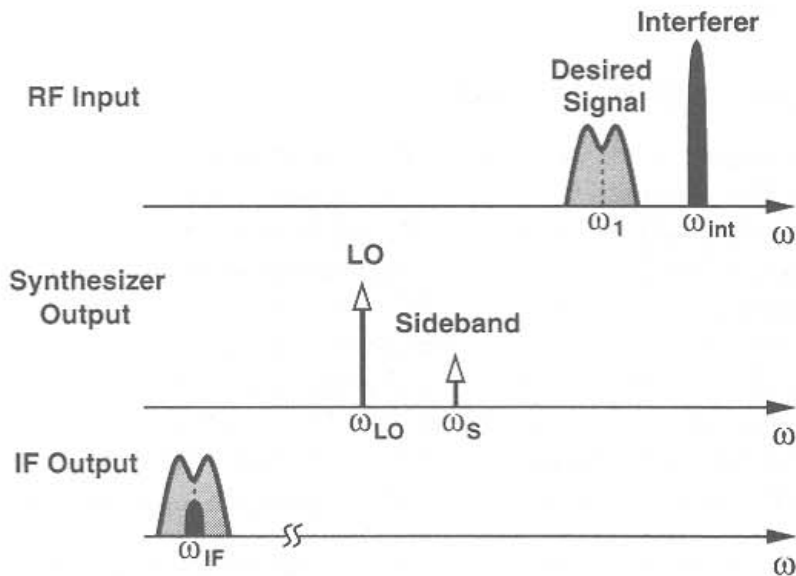 Interferer
Desired
Signal
RF Input
ω1
ωint
ω
LO
Synthesizer
Output
Sideband
ωLO
ωS
ω
IF Output
ωIF
ω